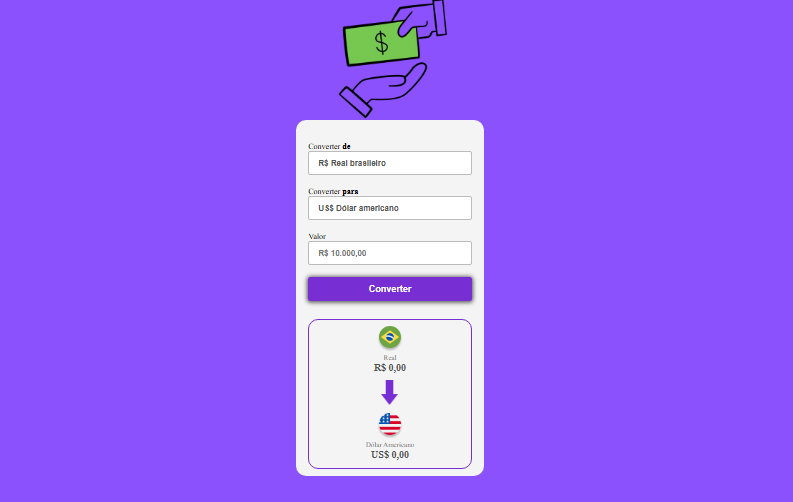 $
Converter de
R$ Real brasileiro
Converter para
US$ Dólar americano
Valor
R$ 10.000,00
Converter
Real
R$ 0,00
Dólar Americano
US$ 0,00